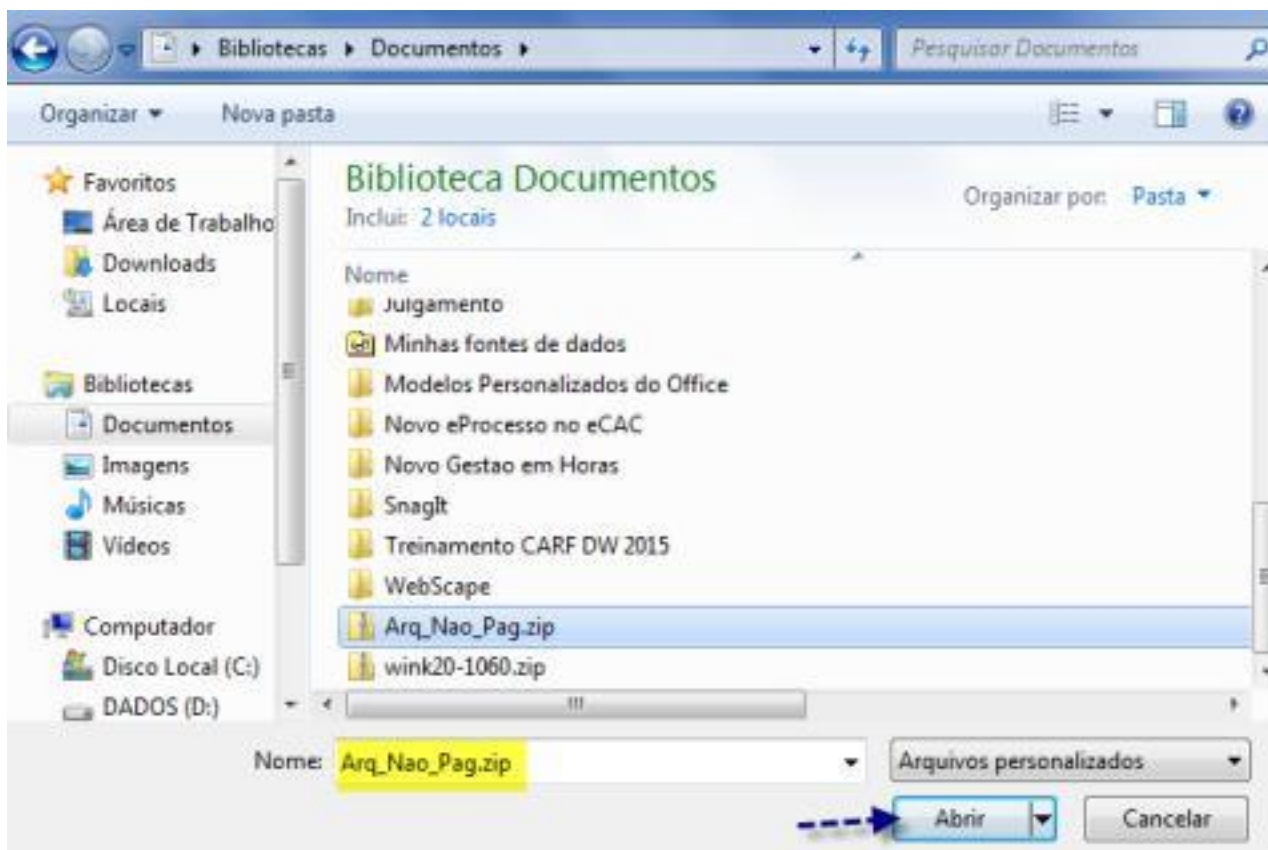 Bibliotecas Documentos
Pesquisar Documentos
Organizar Nova pasta
Favoritos
Área de Trabalho
Downloads
Locais
Bibliotecas
Documentos
Imagens
Músicas
Vídeos
Computador
Disco Local (C:)
DADOS (D:)
Biblioteca Documentos
Inclui: 2 locais
Organizar por: Pasta
Nome
Julgamento
Minhas fontes de dados
Modelos Personalizados do Office
Novo eProcesso no eCAC
Novo Gestao em Horas
SnagIt
Treinamento CARF DW 2015
WebScape
Arq_Nao_Pag.zip
wink20-1060.zip
Nome: Arq_Nao_Pag.zip
Arquivos personalizados
Abrir
Cancelar